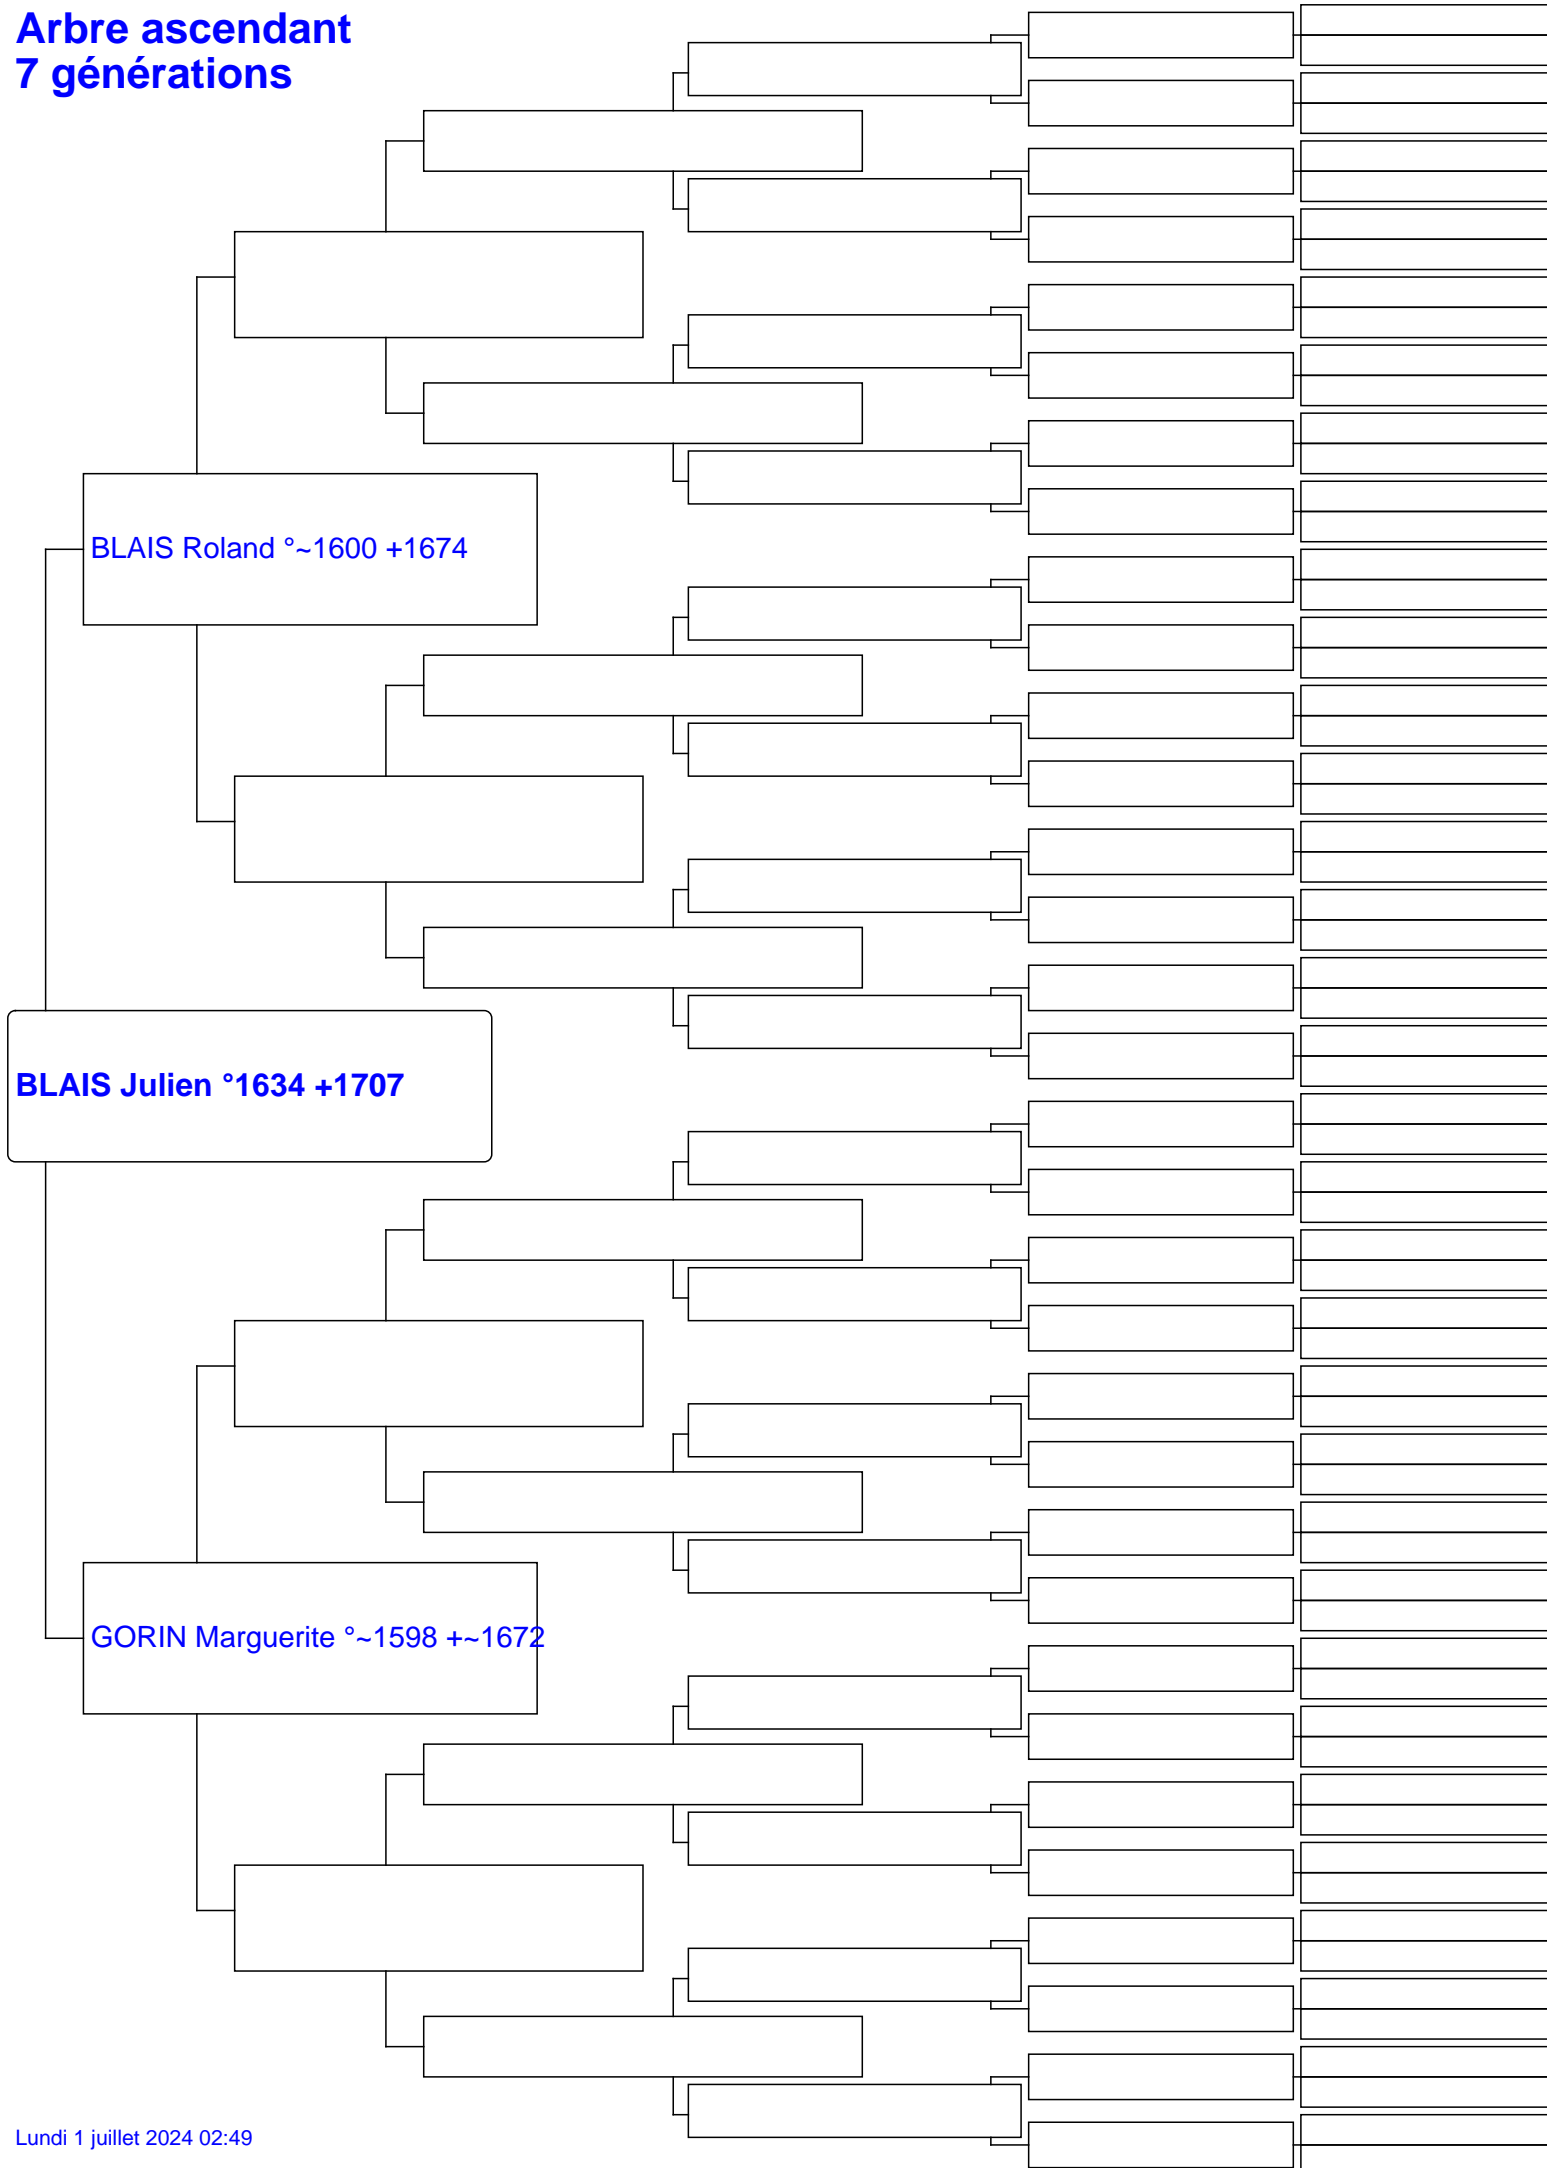 Arbre ascendant
7 générations
BLAIS Roland °~1600 +1674
BLAIS Julien °1634 +1707
GORIN Marguerite °~1598 +~1672
Lundi 1 juillet 2024 02:49